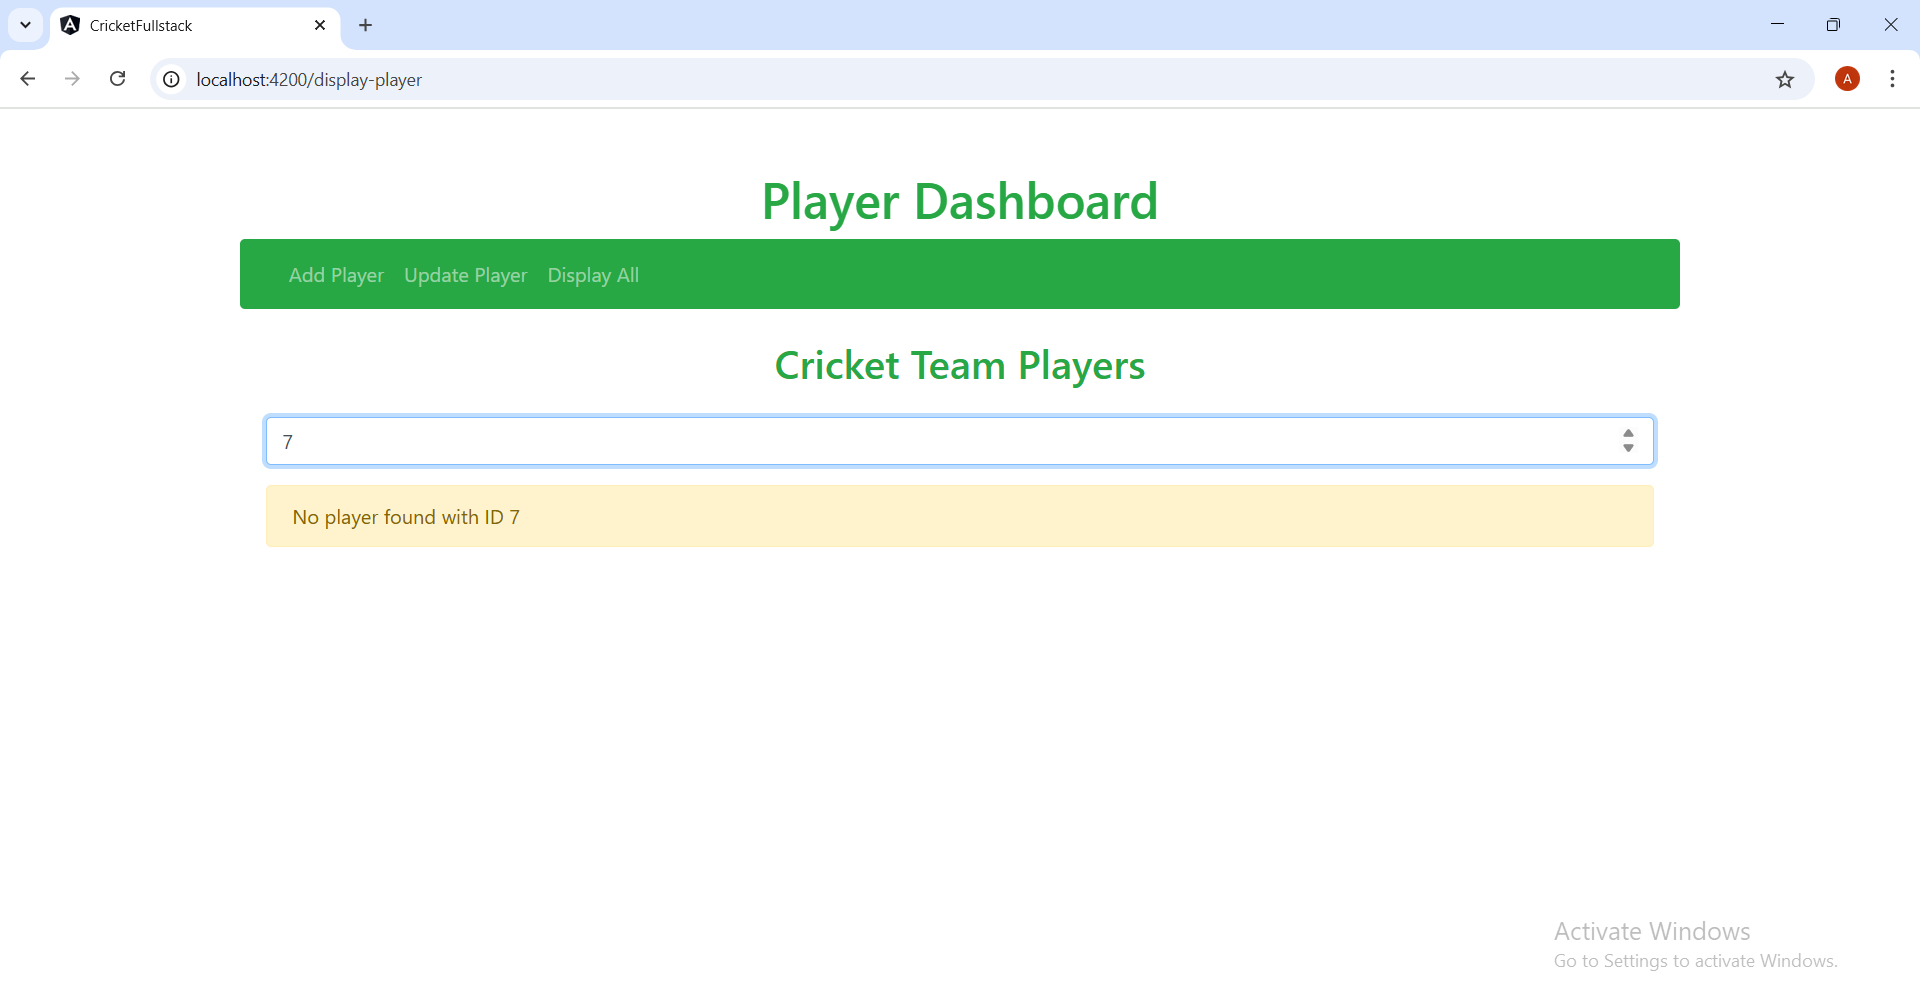 CricketFullstack
localhost:4200/display-player
A
Player Dashboard
Add Player Update Player Display All
Cricket Team Players
7
No player found with ID 7
Activate Windows
Go to Settings to activate Windows.